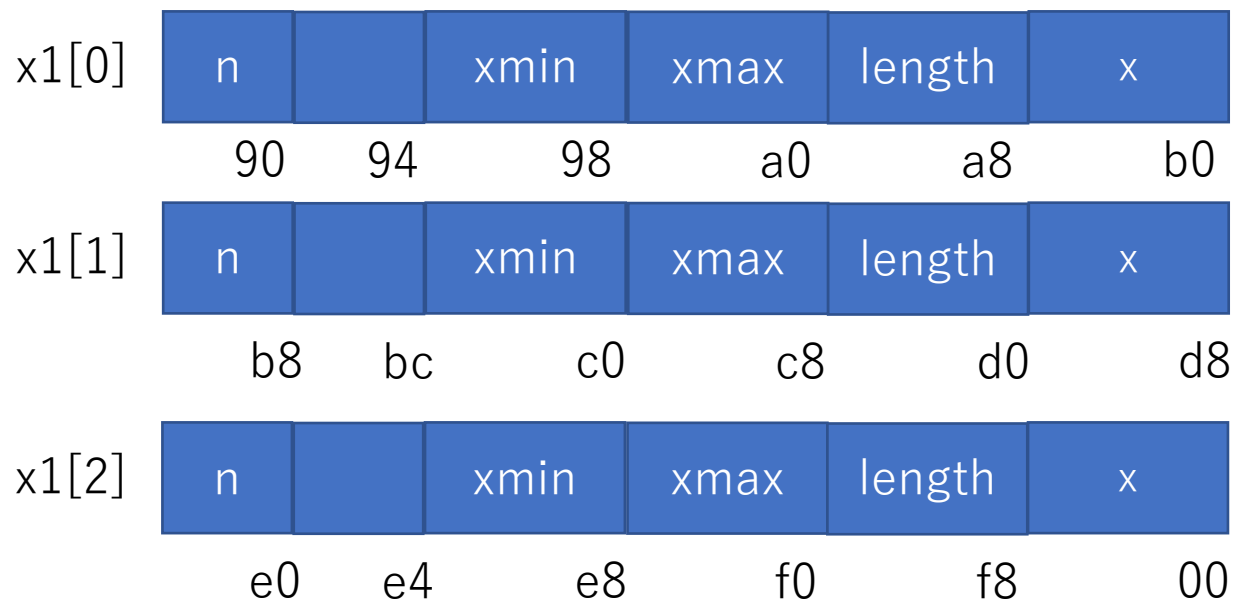 x1[0] n xmin xmax length x
90 94 98 a0 a8 b0
x1[1] n xmin xmax length x
b8 bc c0 c8 d0 d8
x1[2] n xmin xmax length x
e0 e4 e8 f0 f8 00